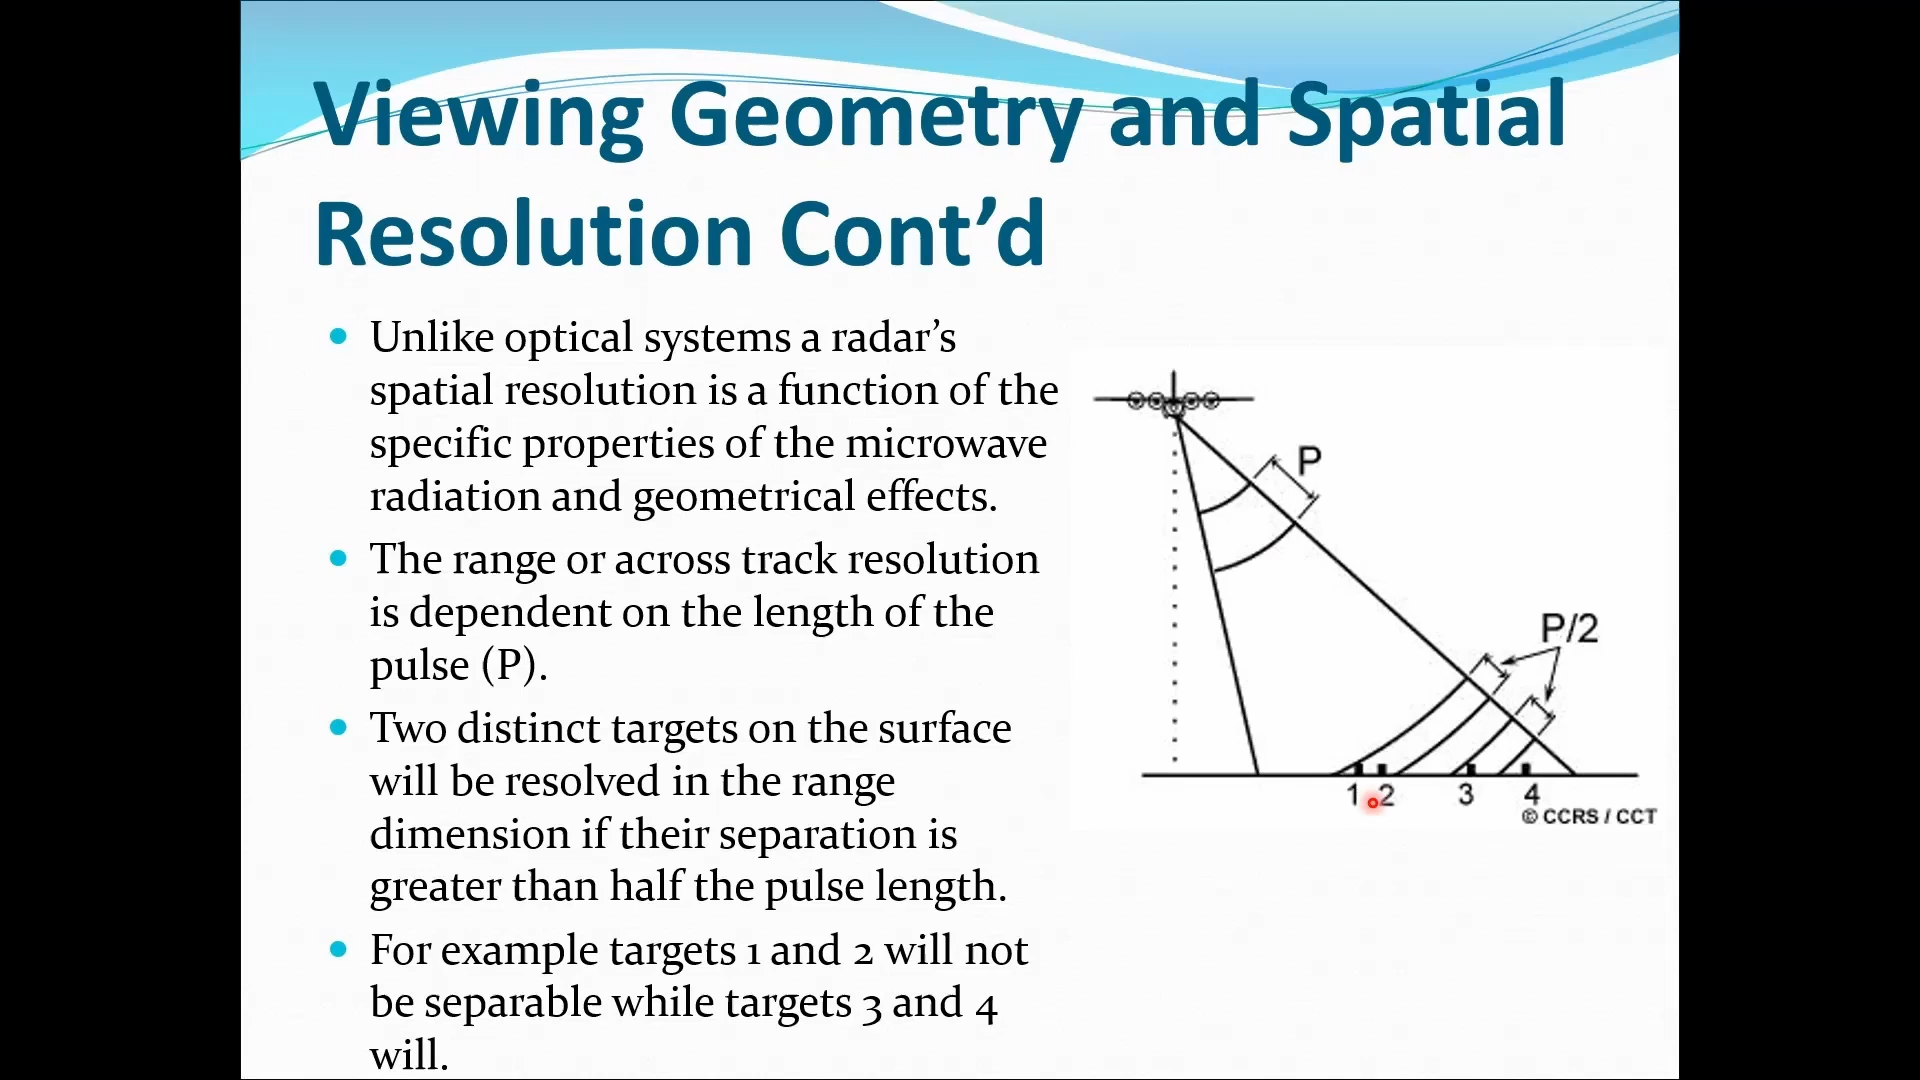 Viewing Geometry and Spatial
Resolution Cont’d
Unlike optical systems a radar’s
spatial resolution is a function of the
specific properties of the microwave
radiation and geometrical effects.
The range or across track resolution
is dependent on the length of the
pulse (P).
Two distinct targets on the surface
will be resolved in the range
dimension if their separation is
greater than half the pulse length.
For example targets 1 and 2 will not
be separable while targets 3 and 4
will.
P
P/2
1 2 3 4
© CCRS / CCT